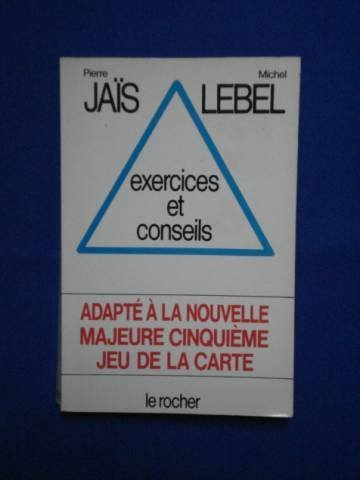 Pierre Michel
JAÏS LEBEL
exercices
et
conseils
ADAPTÉ À LA NOUVELLE
MAJEURE CINQUIÈME
JEU DE LA CARTE
le rocher